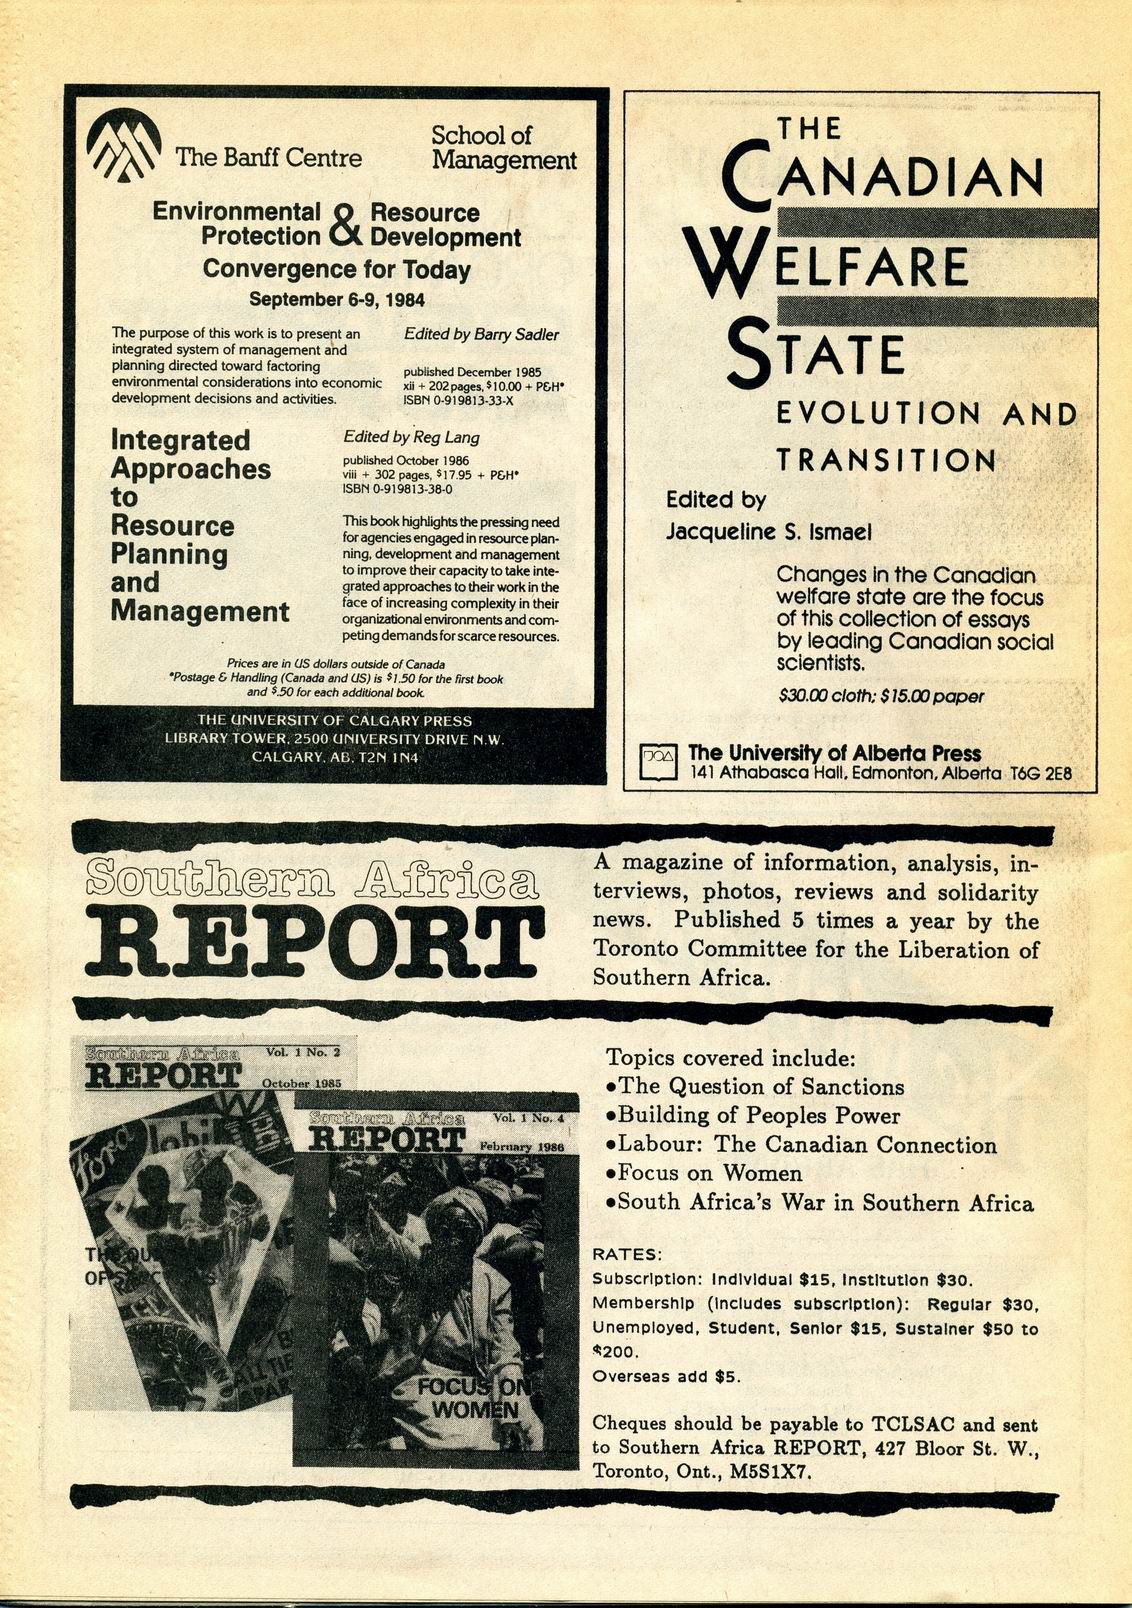 The Banff Centre
School of
Management
Environmental & Resource
Protection Development
Convergence for Today
September 6-9, 1984
The purpose of this work is to present an
integrated system of management and
planning directed toward factoring
environmental considerations into economic
development decisions and activities.
Edited by Barry Sadler
published December 1985
xii + 202 pages, $10.00 + P&H*
ISBN 0-919813-33-X
Integrated
Approaches
to
Resource
Planning
and
Management
Edited by Reg Lang
published October 1986
viii + 302 pages, $17.95 + P&H*
ISBN 0-919813-38-0
This book highlights the pressing need
for agencies engaged in resource plan-
ning, development and management
to improve their capacity to take inte-
grated approaches to their work in the
face of increasing complexity in their
organizational environments and com-
peting demands for scarce resources.
Prices are in US dollars outside of Canada
*Postage & Handling (Canada and US) is $1.50 for the first book
and $.50 for each additional book.
THE UNIVERSITY OF CALGARY PRESS
LIBRARY TOWER, 2500 UNIVERSITY DRIVE N.W.
CALGARY, AB, T2N 1N4
THE
CANADIAN
WELFARE
STATE
EVOLUTION AND
TRANSITION
Edited by
Jacqueline S. Ismael
Changes in the Canadian
welfare state are the focus
of this collection of essays
by leading Canadian social
scientists.
$30.00 cloth; $15.00 paper
The University of Alberta Press
141 Athabasca Hall, Edmonton, Alberta T6G 2E8
Southern Africa
REPORT
A magazine of information, analysis, in-
terviews, photos, reviews and solidarity
news. Published 5 times a year by the
Toronto Committee for the Liberation of
Southern Africa.
Southern Africa
REPORT
Vol. 1 No. 2
October 1985
Southern Africa
REPORT
Vol. 1 No. 4
February 1986
FOCUS ON
WOMEN
Topics covered include:
•The Question of Sanctions
•Building of Peoples Power
•Labour: The Canadian Connection
•Focus on Women
•South Africa's War in Southern Africa
RATES:
Subscription: Individual $15, Institution $30.
Membership (includes subscription): Regular $30,
Unemployed, Student, Senior $15, Sustainer $50 to
$200.
Overseas add $5.
Cheques should be payable to TCLSAC and sent
to Southern Africa REPORT, 427 Bloor St. W.,
Toronto, Ont., M5S1X7.